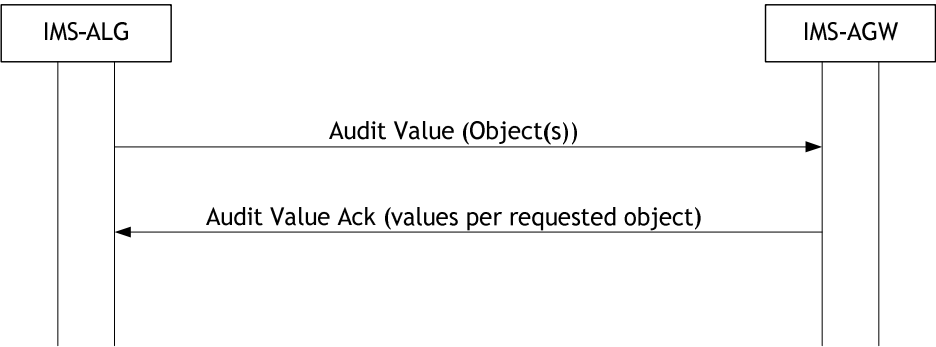 IMS-ALG
IMS-AGW
Audit Value (Object(s))
Audit Value Ack (values per requested object)